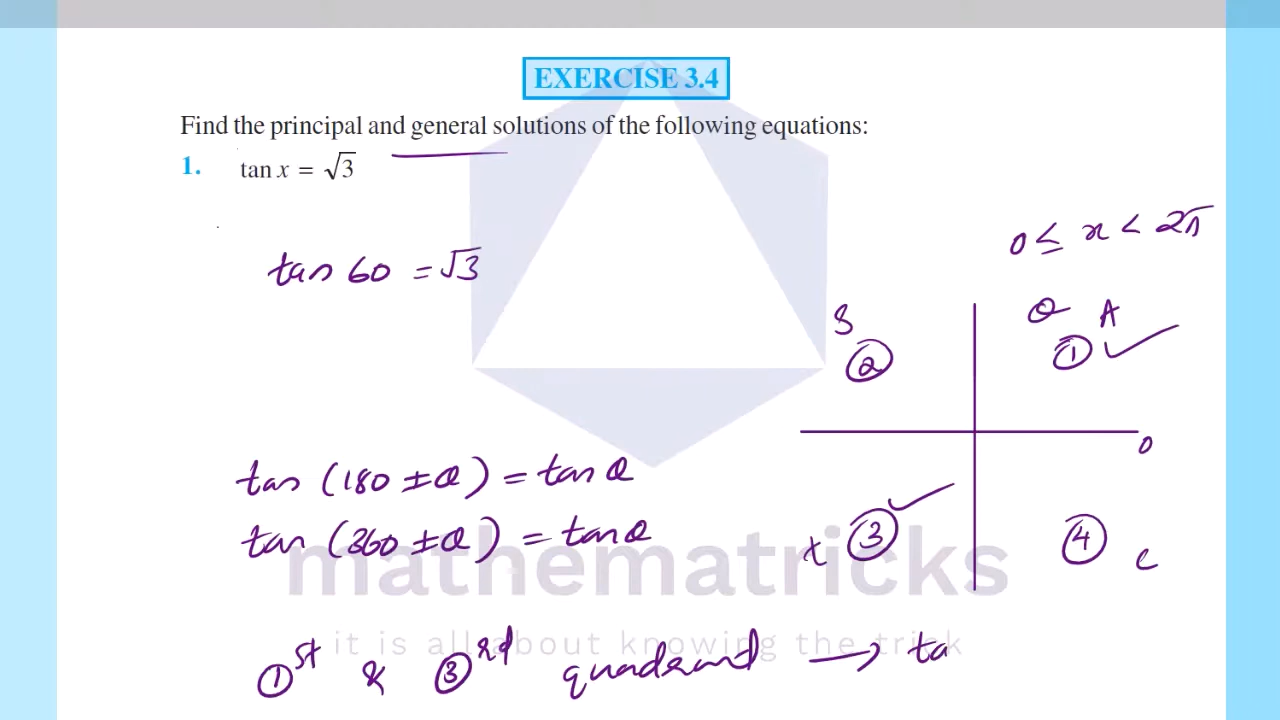 EXERCISE 3.4
Find the principal and general solutions of the following equations:
1. tan x = √3
0 ≤ x < 2π
tan 60 = √3
S
θ A
② ①
0
tan (180 ± θ) = tan θ
tan (360 ± θ) = tan θ
t ③ ④ c
mathematricks
it is all about knowing the trick
①st & ③rd quadrand → ta